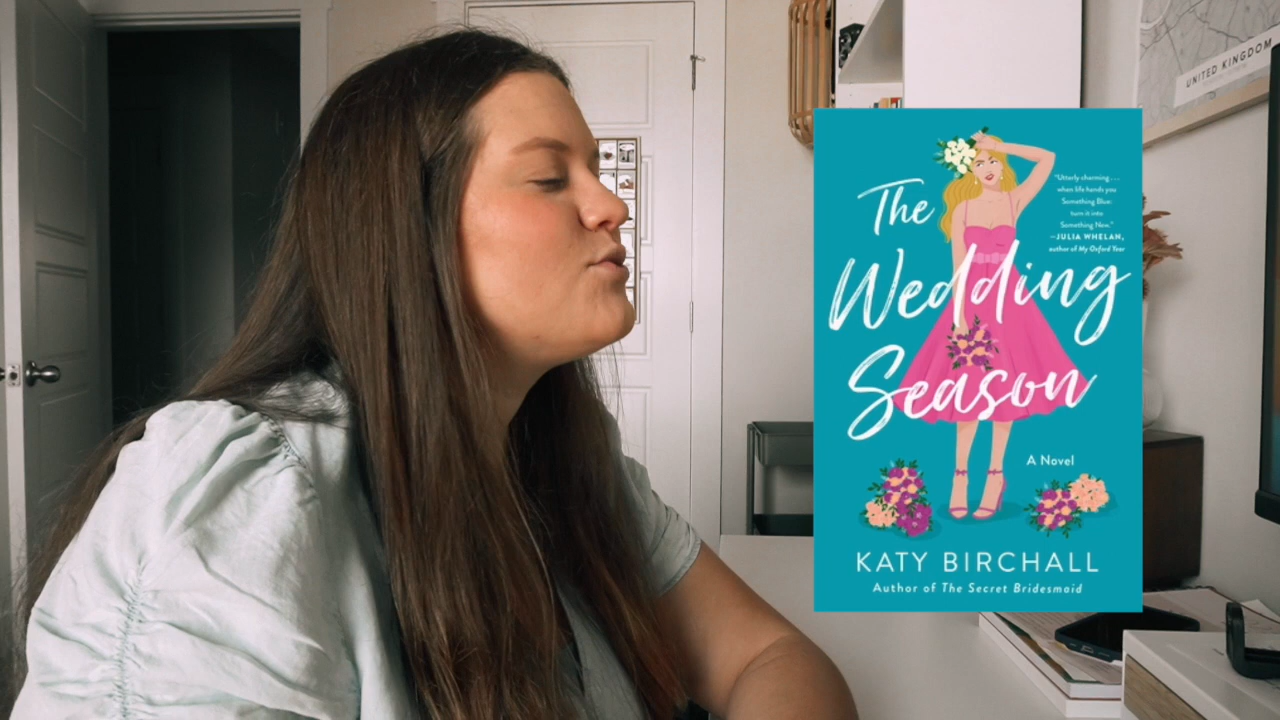 UNITED KINGDOM
The
Wedding
Season
"Utterly charming...
when life hands you
Something Blue:
turn it into
Something New."
—JULIA WHELAN,
author of My Oxford Year
A Novel
KATY BIRCHALL
Author of The Secret Bridesmaid